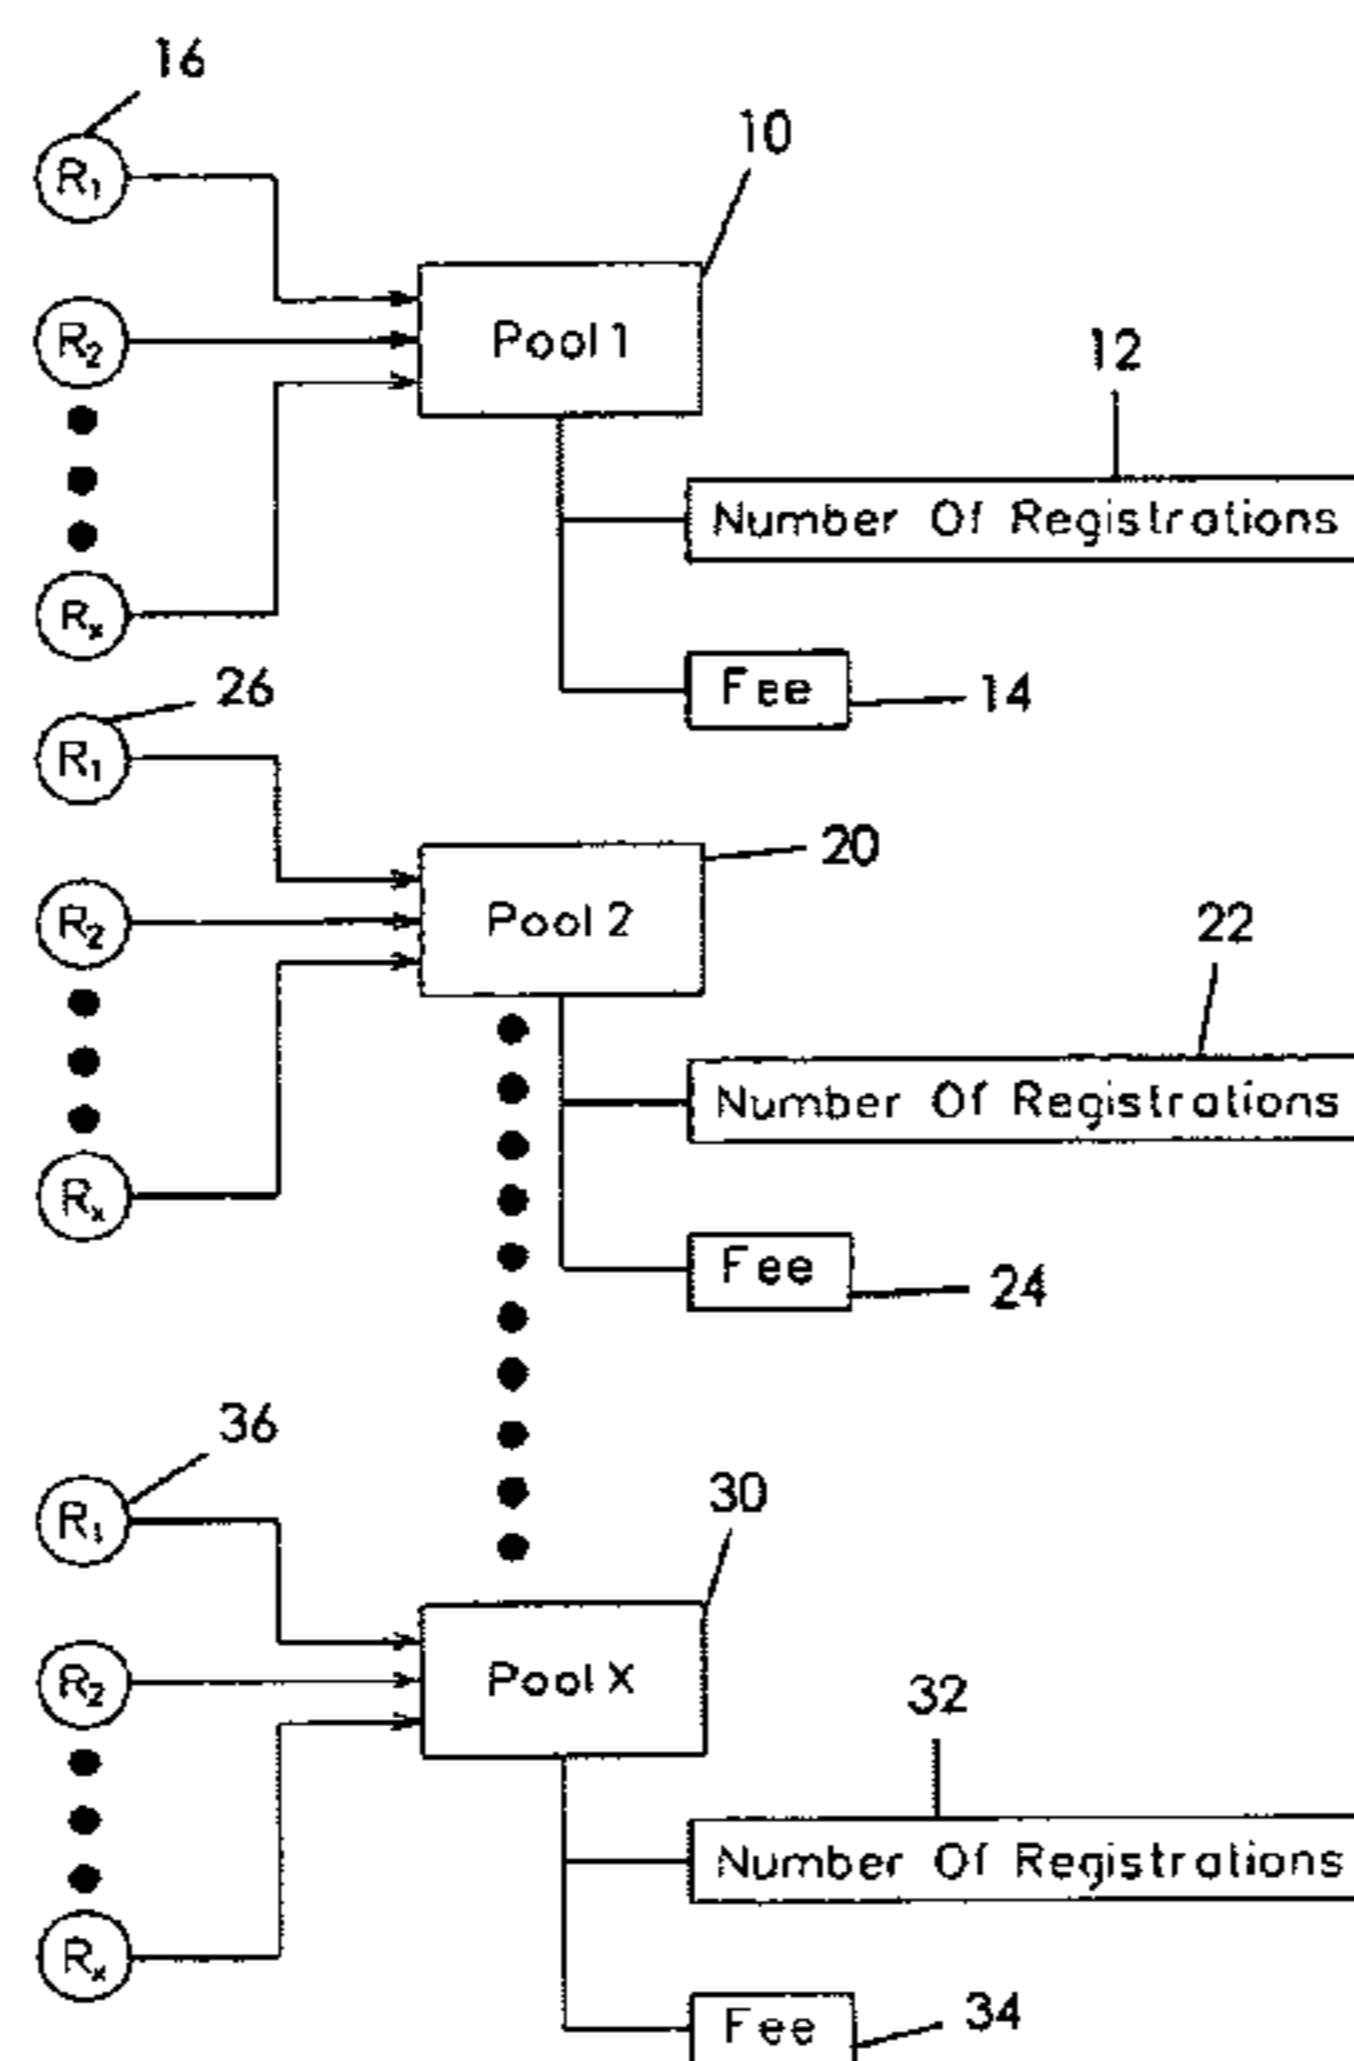 16
R₁
10
R₂
Pool 1
12
Number Of Registrations
Rₓ
Fee
14
26
R₁
20
R₂
Pool 2
22
Number Of Registrations
Rₓ
Fee
24
36
R₁
30
R₂
Pool X
32
Number Of Registrations
Rₓ
Fee
34